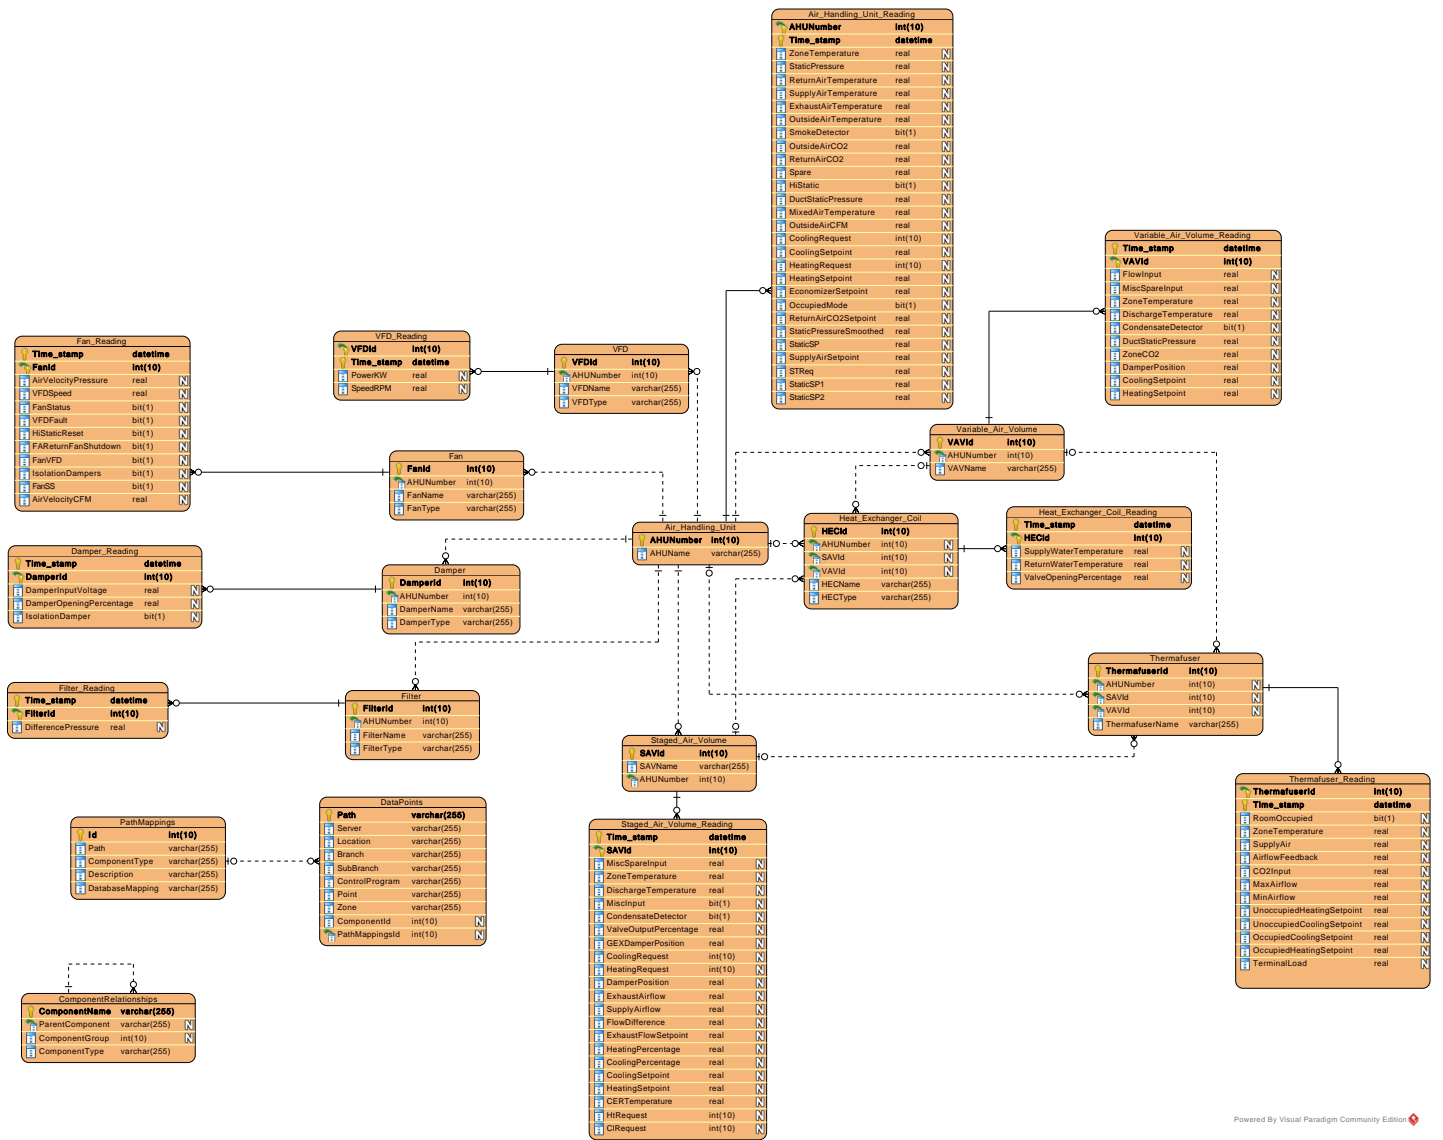 Air_Handling_Unit_Reading
AHUNumber int(10)
Time_stamp datetime
ZoneTemperature real N
StaticPressure real N
ReturnAirTemperature real N
SupplyAirTemperature real N
ExhaustAirTemperature real N
OutsideAirTemperature real N
SmokeDetector bit(1) N
OutsideAirCO2 real N
ReturnAirCO2 real N
Spare real N
HiStatic bit(1) N
DuctStaticPressure real N
MixedAirTemperature real N
OutsideAirCFM real N
CoolingRequest int(10) N
CoolingSetpoint real N
HeatingRequest int(10) N
HeatingSetpoint real N
EconomizerSetpoint real N
OccupiedMode bit(1) N
ReturnAirCO2Setpoint real N
StaticPressureSmoothed real N
StaticSP real N
SupplyAirSetpoint real N
STReq real N
StaticSP1 real N
StaticSP2 real N
Variable_Air_Volume_Reading
Time_stamp datetime
VAVId int(10)
FlowInput real N
MiscSpareInput real N
ZoneTemperature real N
DischargeTemperature real N
CondensateDetector bit(1) N
DuctStaticPressure real N
ZoneCO2 real N
DamperPosition real N
CoolingSetpoint real N
HeatingSetpoint real N
Fan_Reading
Time_stamp datetime
FanId int(10)
AirVelocityPressure real N
VFDSpeed real N
FanStatus bit(1) N
VFDFault bit(1) N
HiStaticReset bit(1) N
FAReturnFanShutdown bit(1) N
FanVFD bit(1) N
IsolationDampers bit(1) N
FanSS bit(1) N
AirVelocityCFM real N
VFD_Reading
VFDId int(10)
Time_stamp datetime
PowerKW real N
SpeedRPM real N
VFD
VFDId int(10)
AHUNumber int(10)
VFDName varchar(255)
VFDType varchar(255)
Variable_Air_Volume
VAVId int(10)
AHUNumber int(10)
VAVName varchar(255)
Fan
FanId int(10)
AHUNumber int(10)
FanName varchar(255)
FanType varchar(255)
Air_Handling_Unit
AHUNumber int(10)
AHUName varchar(255)
Heat_Exchanger_Coil
HECId int(10)
AHUNumber int(10) N
SAVId int(10) N
VAVId int(10) N
HECName varchar(255)
HECType varchar(255)
Heat_Exchanger_Coil_Reading
Time_stamp datetime
HECId int(10)
SupplyWaterTemperature real N
ReturnWaterTemperature real N
ValveOpeningPercentage real N
Damper_Reading
Time_stamp datetime
DamperId int(10)
DamperInputVoltage real N
DamperOpeningPercentage real N
IsolationDamper bit(1) N
Damper
DamperId int(10)
AHUNumber int(10)
DamperName varchar(255)
DamperType varchar(255)
Thermafuser
ThermafuserId int(10)
AHUNumber int(10) N
SAVId int(10) N
VAVId int(10) N
ThermafuserName varchar(255)
Filter_Reading
Time_stamp datetime
FilterId int(10)
DifferencePressure real N
Filter
FilterId int(10)
AHUNumber int(10)
FilterName varchar(255)
FilterType varchar(255)
Staged_Air_Volume
SAVId int(10)
SAVName varchar(255)
AHUNumber int(10)
Thermafuser_Reading
ThermafuserId int(10)
Time_stamp datetime
RoomOccupied bit(1) N
ZoneTemperature real N
SupplyAir real N
AirflowFeedback real N
CO2Input real N
MaxAirflow real N
MinAirflow real N
UnoccupiedHeatingSetpoint real N
UnoccupiedCoolingSetpoint real N
OccupiedCoolingSetpoint real N
OccupiedHeatingSetpoint real N
TerminalLoad real N
PathMappings
Id int(10)
Path varchar(255)
ComponentType varchar(255)
Description varchar(255)
DatabaseMapping varchar(255)
DataPoints
Path varchar(255)
Server varchar(255)
Location varchar(255)
Branch varchar(255)
SubBranch varchar(255)
ControlProgram varchar(255)
Point varchar(255)
Zone varchar(255)
ComponentId int(10) N
PathMappingsId int(10) N
Staged_Air_Volume_Reading
Time_stamp datetime
SAVId int(10)
MiscSpareInput real N
ZoneTemperature real N
DischargeTemperature real N
MiscInput bit(1) N
CondensateDetector bit(1) N
ValveOutputPercentage real N
GEXDamperPosition real N
CoolingRequest int(10) N
HeatingRequest int(10) N
DamperPosition real N
ExhaustAirflow real N
SupplyAirflow real N
FlowDifference real N
ExhaustFlowSetpoint real N
HeatingPercentage real N
CoolingPercentage real N
CoolingSetpoint real N
HeatingSetpoint real N
CERTemperature real N
HtRequest int(10) N
ClRequest int(10) N
ComponentRelationships
ComponentName varchar(255)
ParentComponent varchar(255) N
ComponentGroup int(10) N
ComponentType varchar(255)
Powered By Visual Paradigm Community Edition